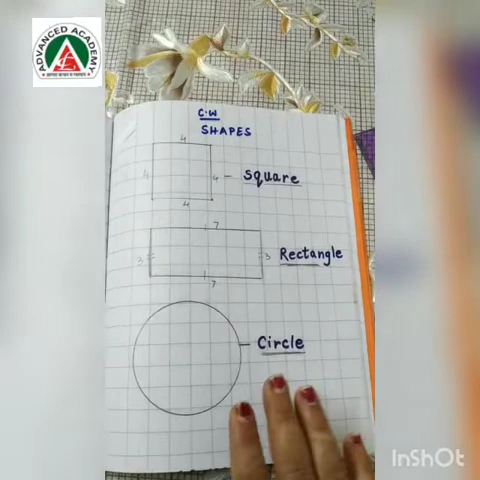 ADVANCED ACADEMY
C.W
SHAPES
4
4
4
4
square
7
3
3
Rectangle
7
Circle
InShOt